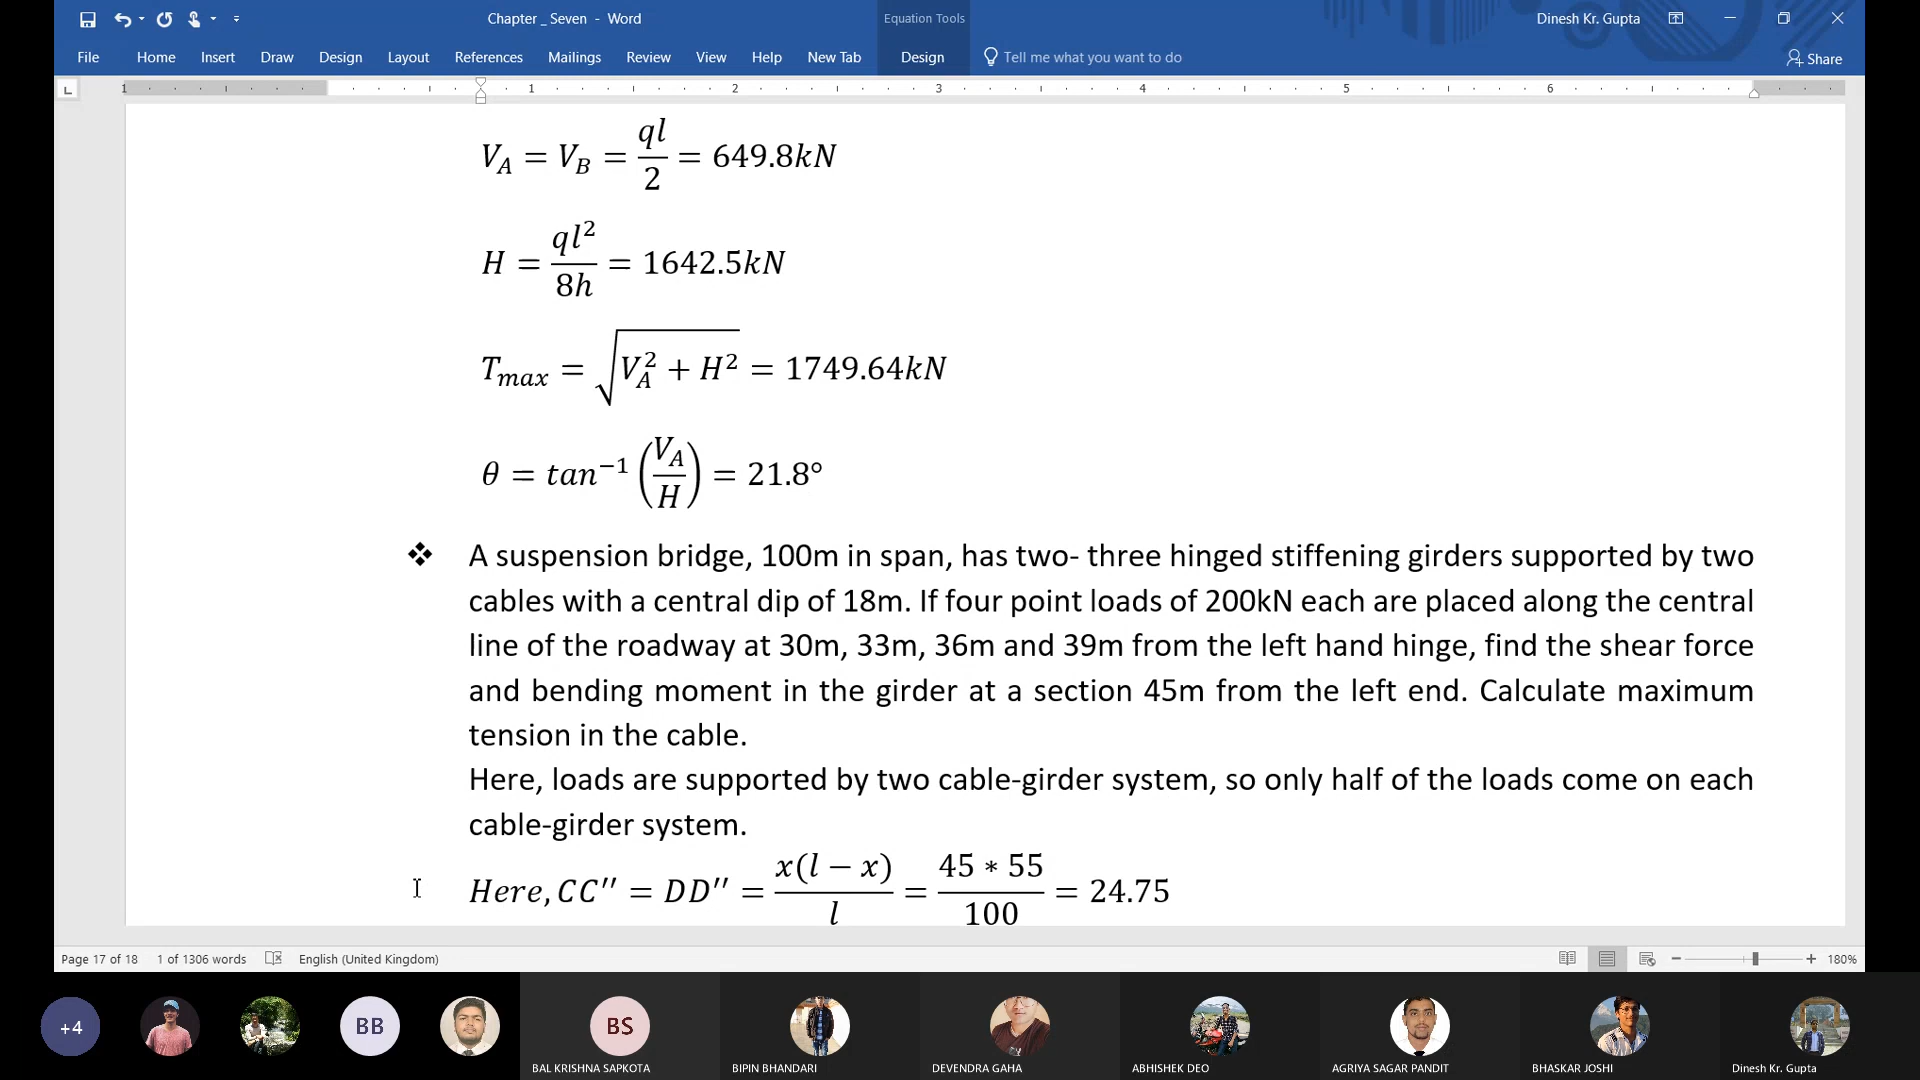 Chapter _ Seven - Word
Equation Tools
Dinesh Kr. Gupta
File Home Insert Draw Design Layout References Mailings Review View Help New Tab Design Tell me what you want to do Share
L 1 1 2 3 4 5 6
V_A = V_B = ql/2 = 649.8kN
H = ql²/8h = 1642.5kN
T_max = √(V_A² + H²) = 1749.64kN
θ = tan⁻¹(V_A/H) = 21.8°
❖ A suspension bridge, 100m in span, has two- three hinged stiffening girders supported by two
cables with a central dip of 18m. If four point loads of 200kN each are placed along the central
line of the roadway at 30m, 33m, 36m and 39m from the left hand hinge, find the shear force
and bending moment in the girder at a section 45m from the left end. Calculate maximum
tension in the cable.
Here, loads are supported by two cable-girder system, so only half of the loads come on each
cable-girder system.
Here, CC″ = DD″ = x(l − x)/l = 45 ∗ 55/100 = 24.75
Page 17 of 18 1 of 1306 words English (United Kingdom) 180%
+4 BB BS
BAL KRISHNA SAPKOTA BIPIN BHANDARI DEVENDRA GAHA ABHISHEK DEO AGRIYA SAGAR PANDIT BHASKAR JOSHI Dinesh Kr. Gupta